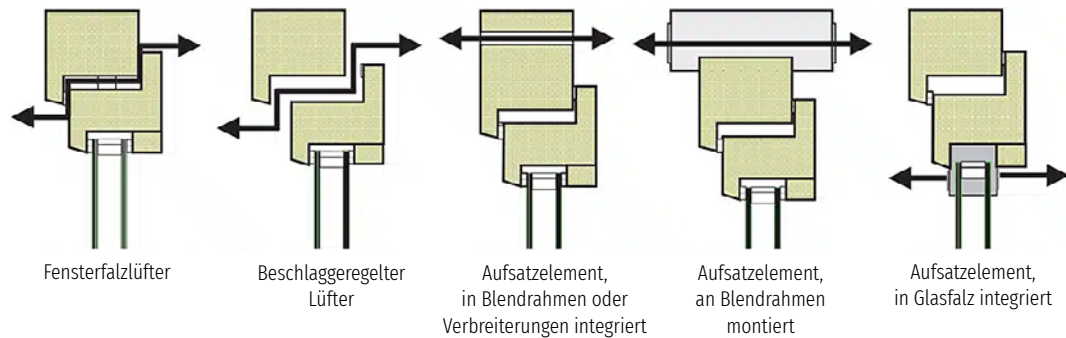 Fensterfalzlüfter
Beschlaggeregelter
Lüfter
Aufsatzelement,
in Blendrahmen oder
Verbreiterungen integriert
Aufsatzelement,
an Blendrahmen
montiert
Aufsatzelement,
in Glasfalz integriert